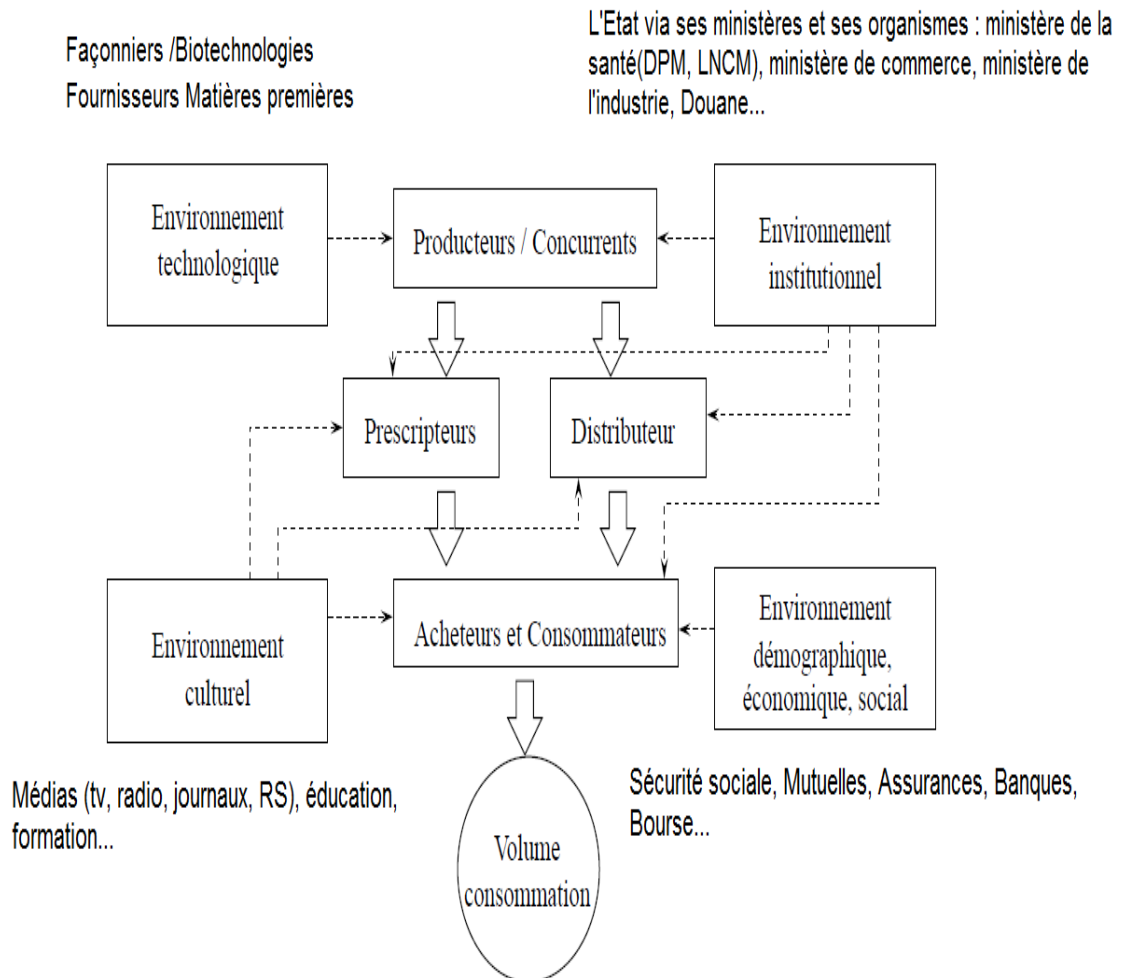 Façonniers /Biotechnologies
Fournisseurs Matières premières
L'Etat via ses ministères et ses organismes : ministère de la
santé(DPM, LNCM), ministère de commerce, ministère de
l'industrie, Douane...
Environnement
technologique
Producteurs / Concurrents
Environnement
institutionnel
Prescripteurs
Distributeur
Environnement
culturel
Acheteurs et Consommateurs
Environnement
démographique,
économique, social
Médias (tv, radio, journaux, RS), éducation,
formation...
Sécurité sociale, Mutuelles, Assurances, Banques,
Bourse...
Volume
consommation